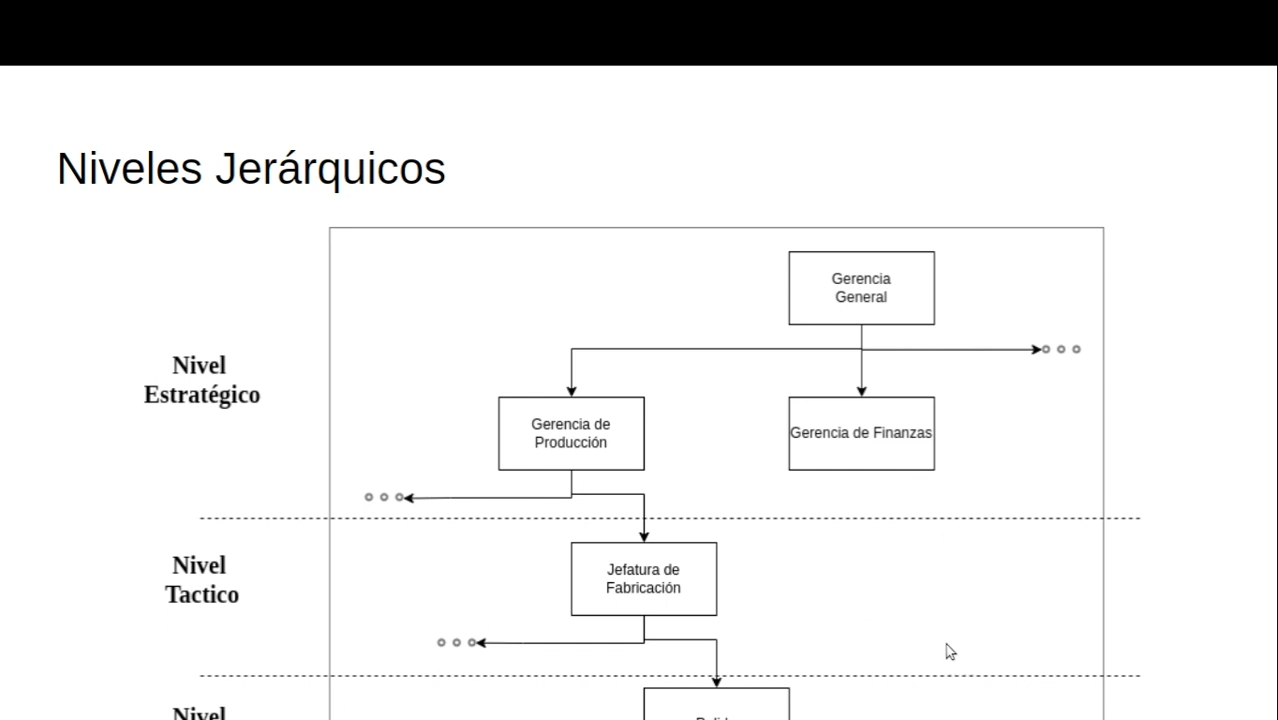 Niveles Jerárquicos
Gerencia
General
Nivel
Estratégico
Gerencia de
Producción
Gerencia de Finanzas
Nivel
Tactico
Jefatura de
Fabricación
Nivel